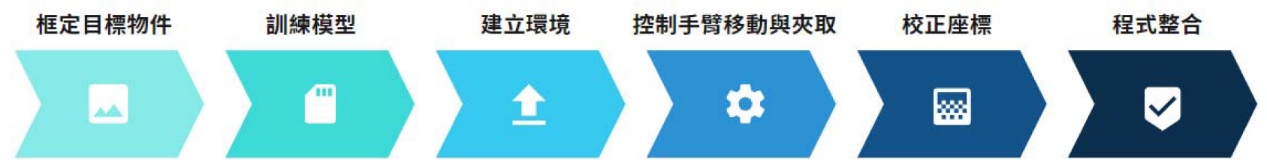 框定目標物件
訓練模型
建立環境
控制手臂移動與夾取
校正座標
程式整合